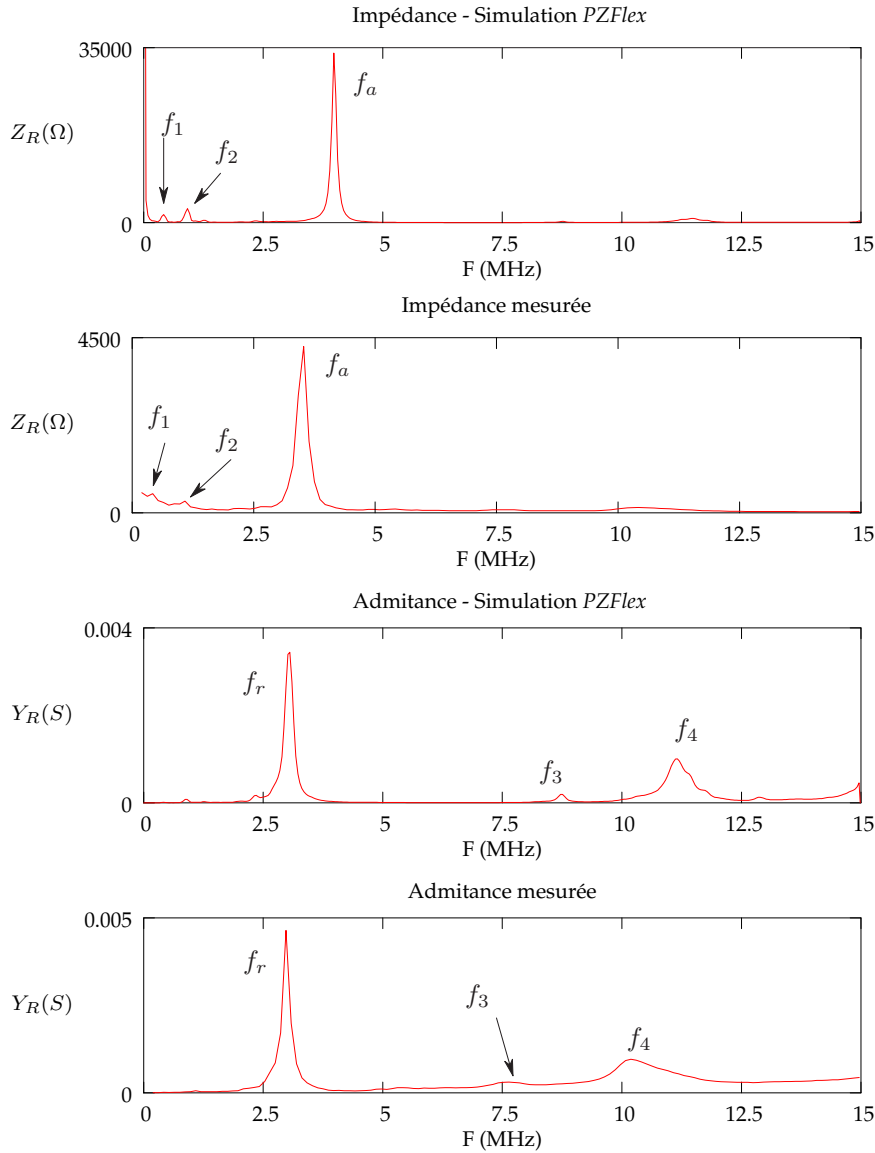 Impédance - Simulation PZFlex
35000
f_a
f_1
Z_R(Ω)
f_2
0
0 2.5 5 7.5 10 12.5 15
F (MHz)
Impédance mesurée
4500
f_a
f_1
Z_R(Ω)
f_2
0
0 2.5 5 7.5 10 12.5 15
F (MHz)
Admitance - Simulation PZFlex
0.004
f_r
Y_R(S)
f_4
f_3
0
0 2.5 5 7.5 10 12.5 15
F (MHz)
Admitance mesurée
0.005
f_r
Y_R(S)
f_3
f_4
0
0 2.5 5 7.5 10 12.5 15
F (MHz)